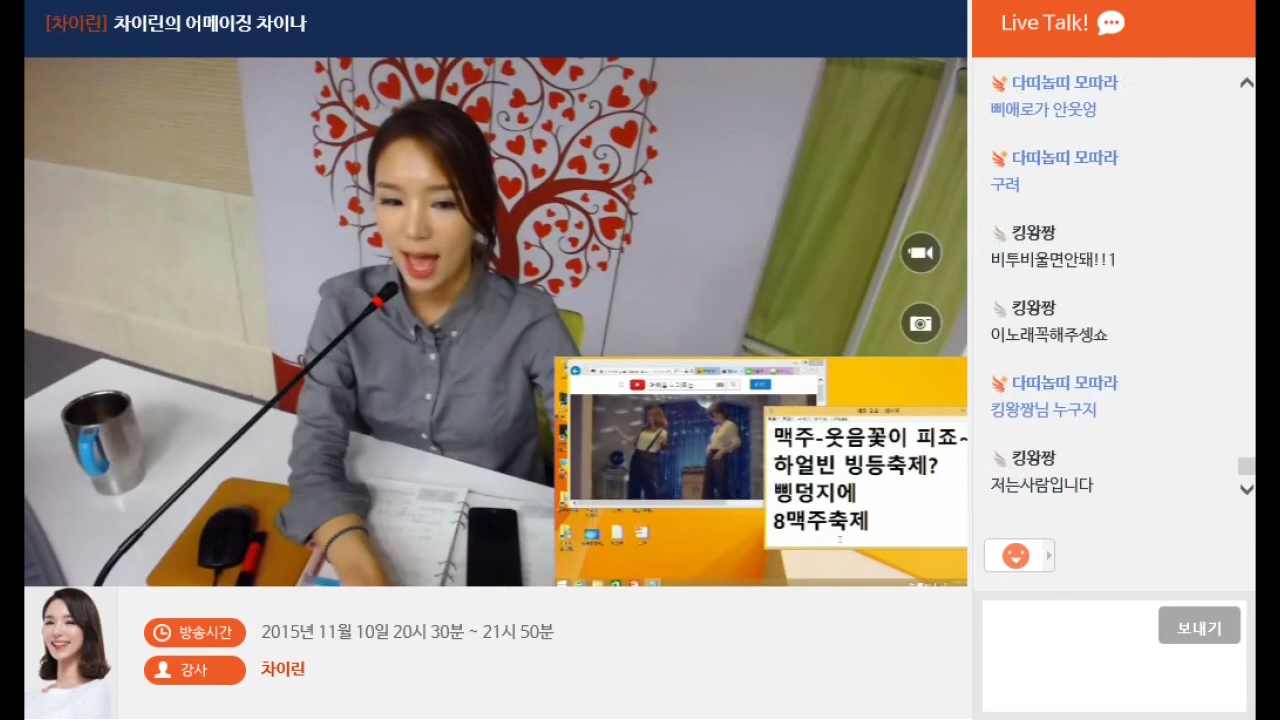 [차이린] 차이린의 어메이징 차이나
Live Talk!
다띠놉띠 모따라
삐애로가 안웃엉
다띠놉띠 모따라
구려
킹왕짱
비투비울면안돼!!1
킹왕짱
이노래꼭해주셍쇼
다띠놉띠 모따라
킹왕짱님 누구지
킹왕짱
저는사람입니다
맥주-웃음꽃이 피죠~
하얼빈 빙등축제?
삥덩지에
8맥주축제
보내기
방송시간 2015년 11월 10일 20시 30분 ~ 21시 50분
강사 차이린